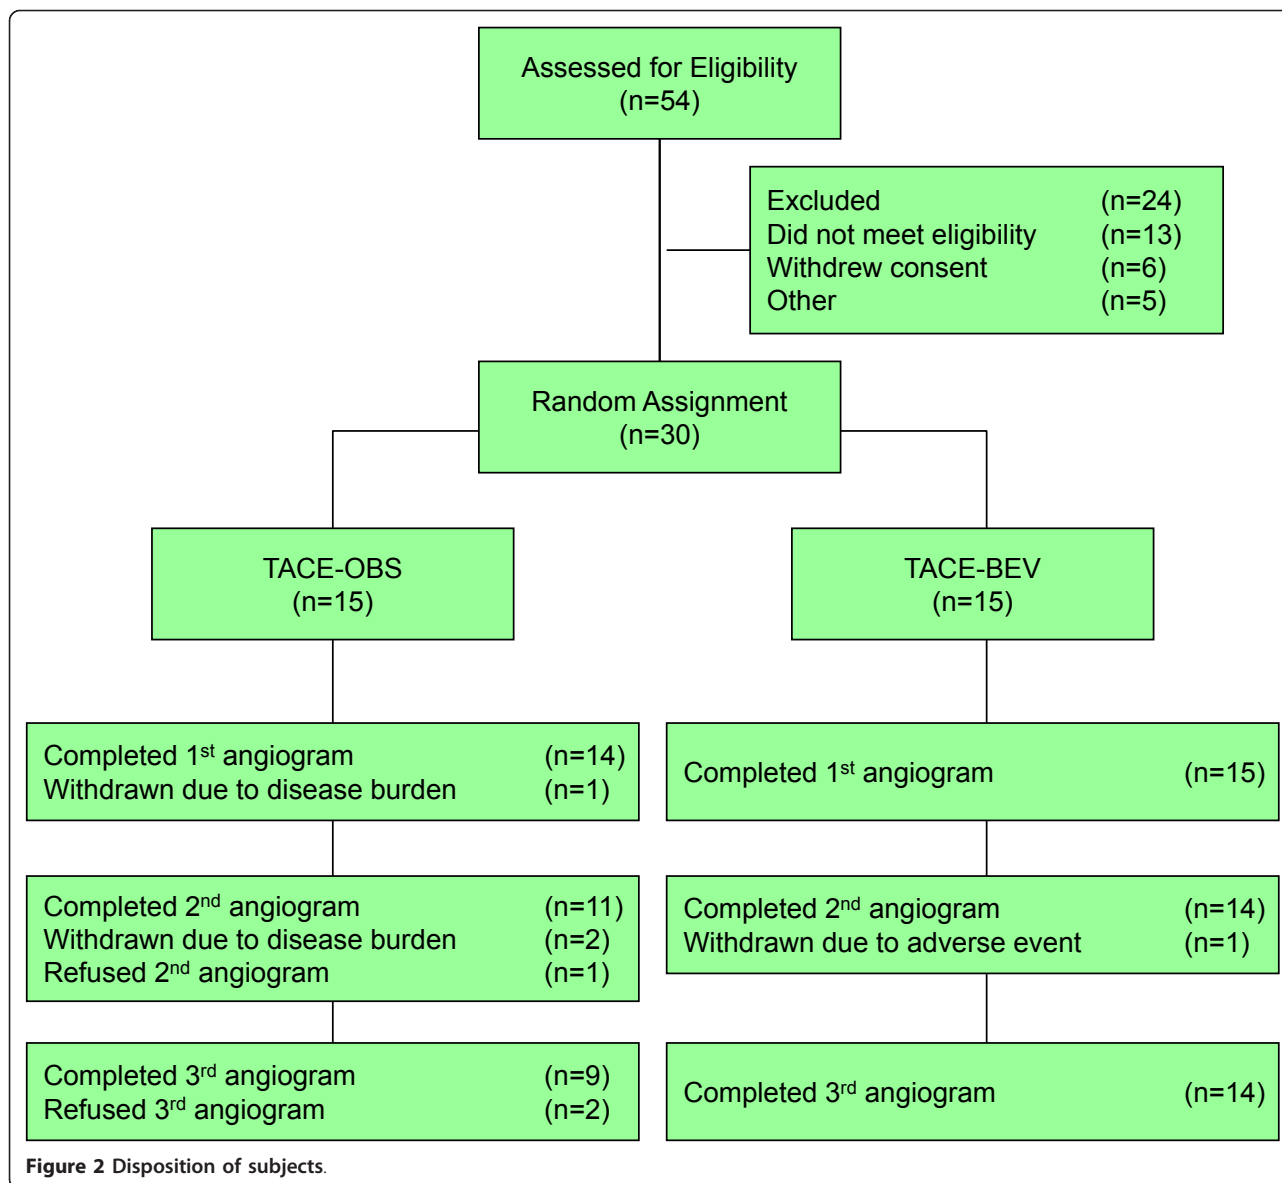 Assessed for Eligibility
(n=54)
Excluded (n=24)
Did not meet eligibility (n=13)
Withdrew consent (n=6)
Other (n=5)
Random Assignment
(n=30)
TACE-OBS
(n=15)
TACE-BEV
(n=15)
Completed 1st angiogram (n=14)
Withdrawn due to disease burden (n=1)
Completed 1st angiogram (n=15)
Completed 2nd angiogram (n=11)
Withdrawn due to disease burden (n=2)
Refused 2nd angiogram (n=1)
Completed 2nd angiogram (n=14)
Withdrawn due to adverse event (n=1)
Completed 3rd angiogram (n=9)
Refused 3rd angiogram (n=2)
Completed 3rd angiogram (n=14)
Figure 2 Disposition of subjects.